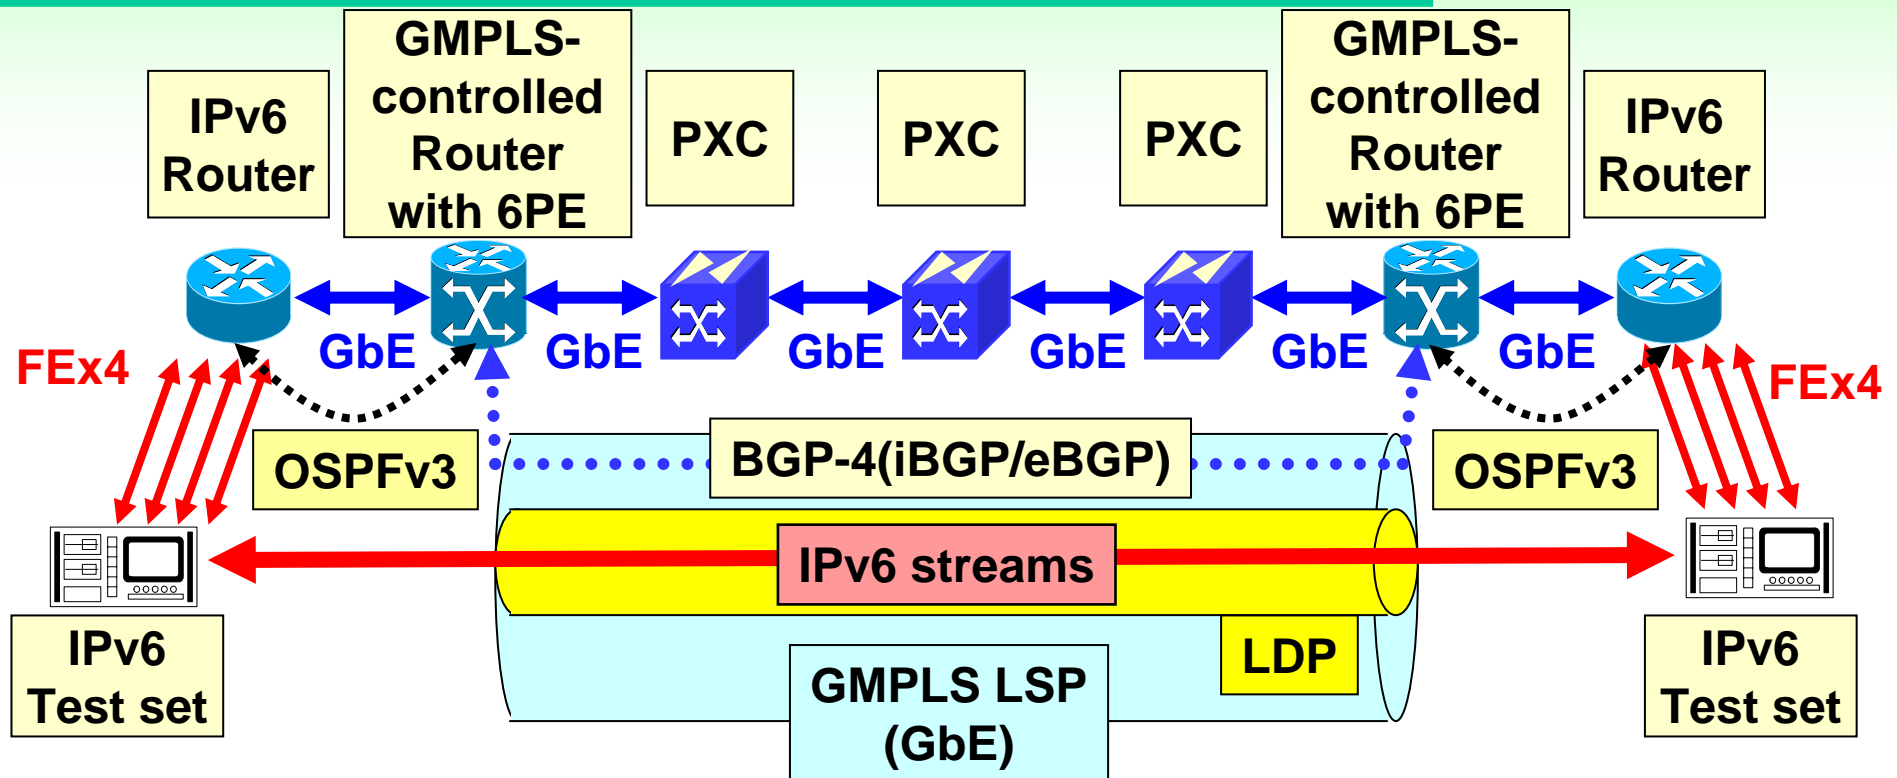 IPv6
Router
GMPLS-
controlled
Router
with 6PE
PXC
PXC
PXC
GMPLS-
controlled
Router
with 6PE
IPv6
Router
GbE
GbE
GbE
GbE
GbE
GbE
FEx4
FEx4
OSPFv3
BGP-4(iBGP/eBGP)
OSPFv3
IPv6 streams
IPv6
Test set
LDP
GMPLS LSP
(GbE)
IPv6
Test set